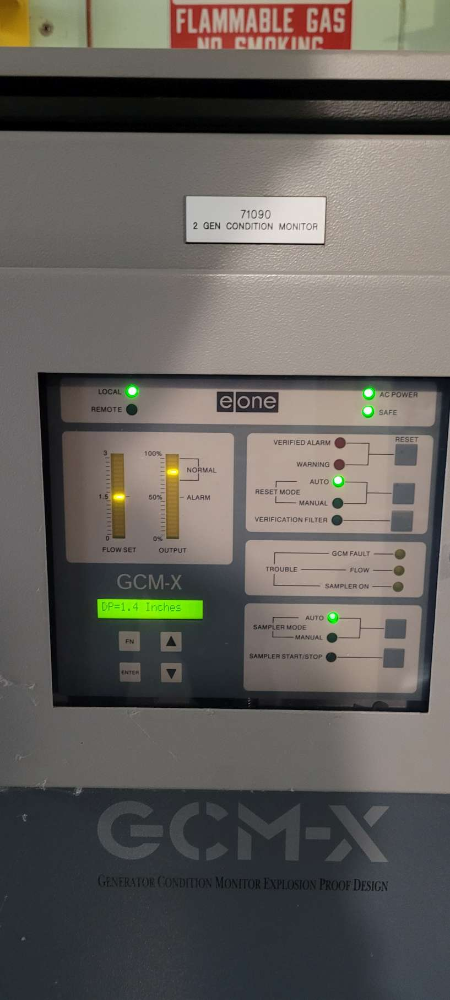 FLAMMABLE GAS
NO SMOKING
71090
2 GEN CONDITION MONITOR
LOCAL
REMOTE
e one
AC POWER
SAFE
3
1.5
0
FLOW SET
100%
50%
0%
OUTPUT
NORMAL
ALARM
VERIFIED ALARM
WARNING
RESET
AUTO
RESET MODE
MANUAL
VERIFICATION FILTER
GCM FAULT
TROUBLE
FLOW
SAMPLER ON
GCM-X
DP=1.4 Inches
FN
ENTER
AUTO
SAMPLER MODE
MANUAL
SAMPLER START/STOP
GCM-X
GENERATOR CONDITION MONITOR EXPLOSION PROOF DESIGN